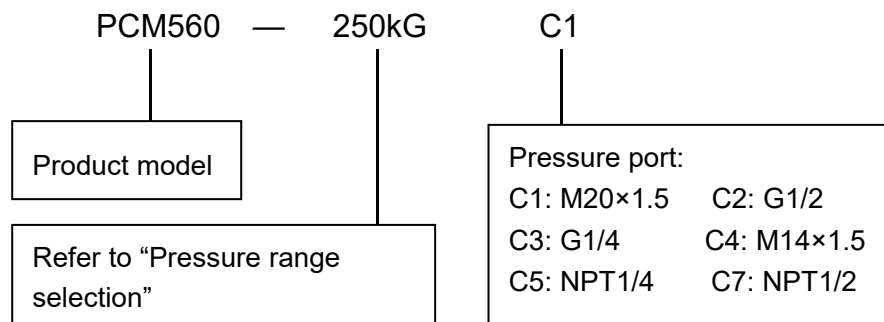 PCM560 — 250kG C1
Product model
Refer to “Pressure range
selection”
Pressure port:
C1: M20×1.5 C2: G1/2
C3: G1/4 C4: M14×1.5
C5: NPT1/4 C7: NPT1/2